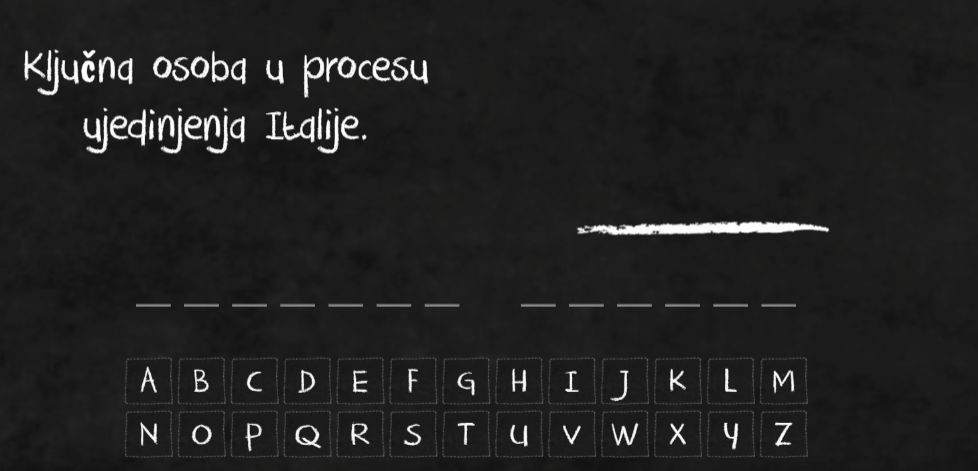 Ključna osoba u procesu
ujedinjenja Italije.
_ _ _ _ _ _ _ _ _ _ _ _ _
A B C D E F G H I J K L M
N O P Q R S T U V W X Y Z